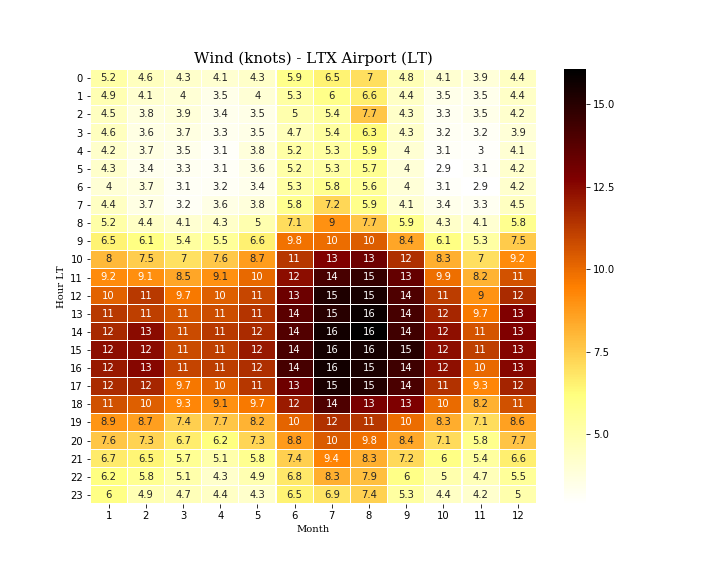 Wind (knots) - LTX Airport (LT)
0 5.2 4.6 4.3 4.1 4.3 5.9 6.5 7 4.8 4.1 3.9 4.4
1 4.9 4.1 4 3.5 4 5.3 6 6.6 4.4 3.5 3.5 4.4
2 4.5 3.8 3.9 3.4 3.5 5 5.4 7.7 4.3 3.3 3.5 4.2
3 4.6 3.6 3.7 3.3 3.5 4.7 5.4 6.3 4.3 3.2 3.2 3.9
4 4.2 3.7 3.5 3.1 3.8 5.2 5.3 5.9 4 3.1 3 4.1
5 4.3 3.4 3.3 3.1 3.6 5.2 5.3 5.7 4 2.9 3.1 4.2
6 4 3.7 3.1 3.2 3.4 5.3 5.8 5.6 4 3.1 2.9 4.2
7 4.4 3.7 3.2 3.6 3.8 5.8 7.2 5.9 4.1 3.4 3.3 4.5
8 5.2 4.4 4.1 4.3 5 7.1 9 7.7 5.9 4.3 4.1 5.8
9 6.5 6.1 5.4 5.5 6.6 9.8 10 10 8.4 6.1 5.3 7.5
10 8 7.5 7 7.6 8.7 11 13 13 12 8.3 7 9.2
11 9.2 9.1 8.5 9.1 10 12 14 15 13 9.9 8.2 11
12 10 11 9.7 10 11 13 15 15 14 11 9 12
13 11 11 11 11 11 14 15 16 14 12 9.7 13
14 12 13 11 11 12 14 16 16 14 12 11 13
15 12 12 11 11 12 14 16 16 15 12 11 13
16 12 13 11 11 12 14 16 15 14 12 10 13
17 12 12 9.7 10 11 13 15 15 14 11 9.3 12
18 11 10 9.3 9.1 9.7 12 14 13 13 10 8.2 11
19 8.9 8.7 7.4 7.7 8.2 10 12 11 10 8.3 7.1 8.6
20 7.6 7.3 6.7 6.2 7.3 8.8 10 9.8 8.4 7.1 5.8 7.7
21 6.7 6.5 5.7 5.1 5.8 7.4 9.4 8.3 7.2 6 5.4 6.6
22 6.2 5.8 5.1 4.3 4.9 6.8 8.3 7.9 6 5 4.7 5.5
23 6 4.9 4.7 4.4 4.3 6.5 6.9 7.4 5.3 4.4 4.2 5
1 2 3 4 5 6 7 8 9 10 11 12
Month
Hour LT
15.0
12.5
10.0
7.5
5.0